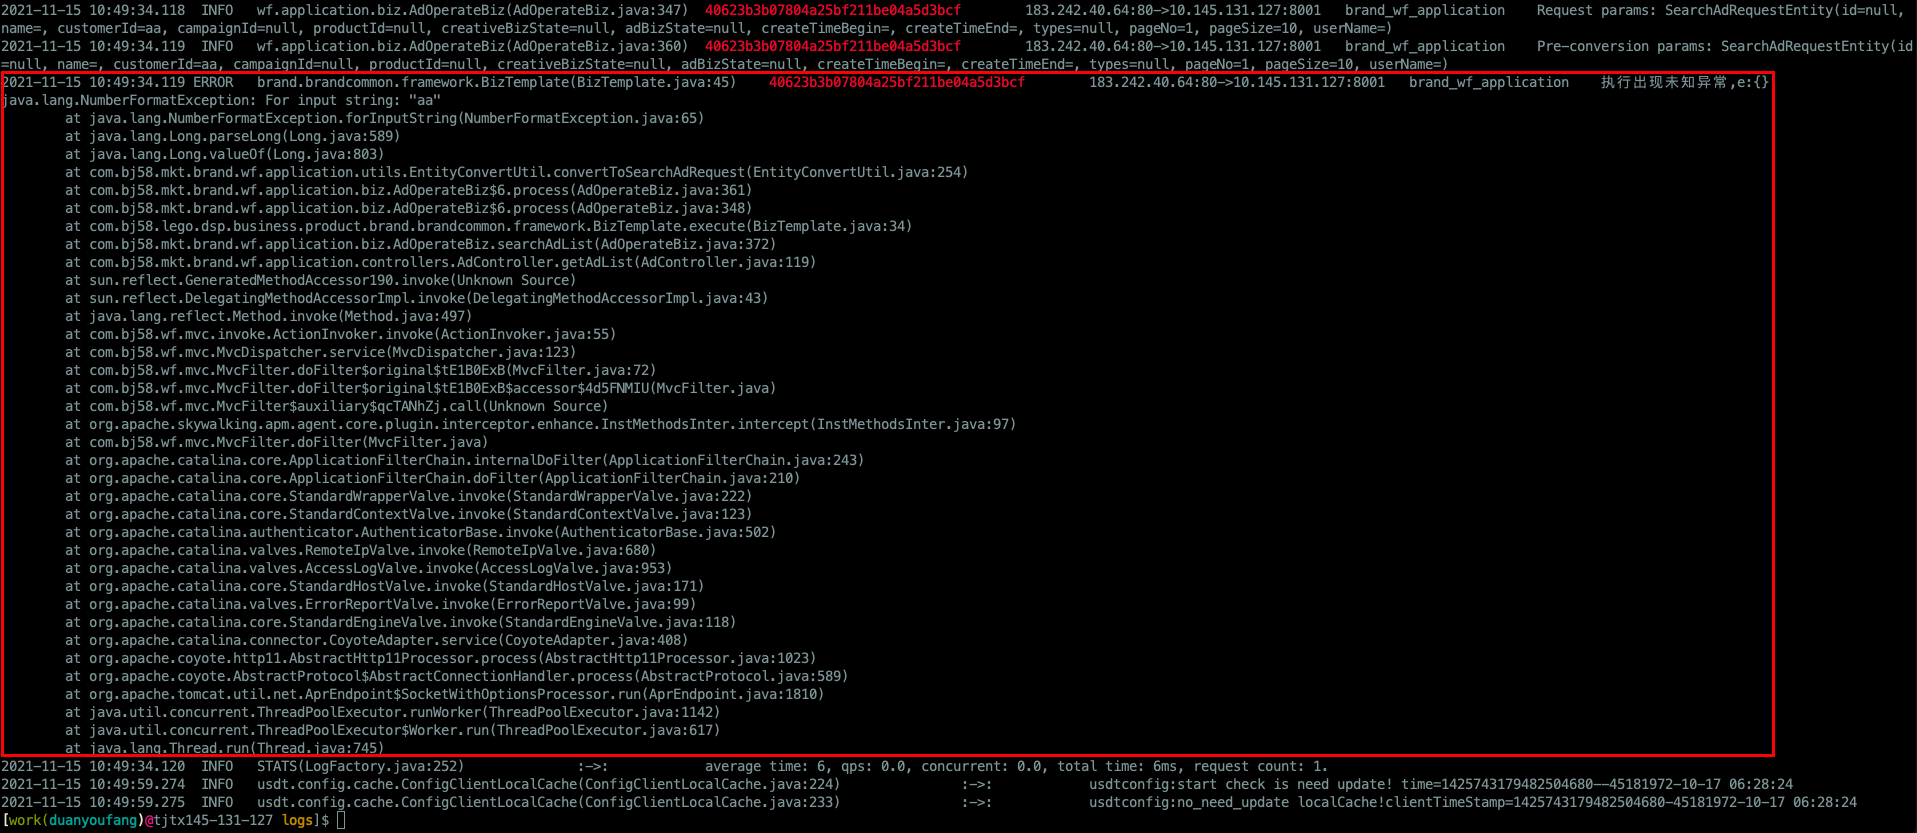 2021-11-15 10:49:34.118  INFO   wf.application.biz.AdOperateBiz(AdOperateBiz.java:347)  40623b3b07804a25bf211be04a5d3bcf        183.242.40.64:80->10.145.131.127:8001   brand_wf_application    Request params: SearchAdRequestEntity(id=null,
name=, customerId=aa, campaignId=null, productId=null, creativeBizState=null, adBizState=null, createTimeBegin=, createTimeEnd=, types=null, pageNo=1, pageSize=10, userName=)
2021-11-15 10:49:34.119  INFO   wf.application.biz.AdOperateBiz(AdOperateBiz.java:360)  40623b3b07804a25bf211be04a5d3bcf        183.242.40.64:80->10.145.131.127:8001   brand_wf_application    Pre-conversion params: SearchAdRequestEntity(id
=null, name=, customerId=aa, campaignId=null, productId=null, creativeBizState=null, adBizState=null, createTimeBegin=, createTimeEnd=, types=null, pageNo=1, pageSize=10, userName=)
2021-11-15 10:49:34.119 ERROR   brand.brandcommon.framework.BizTemplate(BizTemplate.java:45)    40623b3b07804a25bf211be04a5d3bcf        183.242.40.64:80->10.145.131.127:8001   brand_wf_application    执行出现未知异常,e:{}
java.lang.NumberFormatException: For input string: "aa"
        at java.lang.NumberFormatException.forInputString(NumberFormatException.java:65)
        at java.lang.Long.parseLong(Long.java:589)
        at java.lang.Long.valueOf(Long.java:803)
        at com.bj58.mkt.brand.wf.application.utils.EntityConvertUtil.convertToSearchAdRequest(EntityConvertUtil.java:254)
        at com.bj58.mkt.brand.wf.application.biz.AdOperateBiz$6.process(AdOperateBiz.java:361)
        at com.bj58.mkt.brand.wf.application.biz.AdOperateBiz$6.process(AdOperateBiz.java:348)
        at com.bj58.lego.dsp.business.product.brand.brandcommon.framework.BizTemplate.execute(BizTemplate.java:34)
        at com.bj58.mkt.brand.wf.application.biz.AdOperateBiz.searchAdList(AdOperateBiz.java:372)
        at com.bj58.mkt.brand.wf.application.controllers.AdController.getAdList(AdController.java:119)
        at sun.reflect.GeneratedMethodAccessor190.invoke(Unknown Source)
        at sun.reflect.DelegatingMethodAccessorImpl.invoke(DelegatingMethodAccessorImpl.java:43)
        at java.lang.reflect.Method.invoke(Method.java:497)
        at com.bj58.wf.mvc.invoke.ActionInvoker.invoke(ActionInvoker.java:55)
        at com.bj58.wf.mvc.MvcDispatcher.service(MvcDispatcher.java:123)
        at com.bj58.wf.mvc.MvcFilter.doFilter$original$tE1B0ExB(MvcFilter.java:72)
        at com.bj58.wf.mvc.MvcFilter.doFilter$original$tE1B0ExB$accessor$4d5FNMIU(MvcFilter.java)
        at com.bj58.wf.mvc.MvcFilter$auxiliary$qcTANhZj.call(Unknown Source)
        at org.apache.skywalking.apm.agent.core.plugin.interceptor.enhance.InstMethodsInter.intercept(InstMethodsInter.java:97)
        at com.bj58.wf.mvc.MvcFilter.doFilter(MvcFilter.java)
        at org.apache.catalina.core.ApplicationFilterChain.internalDoFilter(ApplicationFilterChain.java:243)
        at org.apache.catalina.core.ApplicationFilterChain.doFilter(ApplicationFilterChain.java:210)
        at org.apache.catalina.core.StandardWrapperValve.invoke(StandardWrapperValve.java:222)
        at org.apache.catalina.core.StandardContextValve.invoke(StandardContextValve.java:123)
        at org.apache.catalina.authenticator.AuthenticatorBase.invoke(AuthenticatorBase.java:502)
        at org.apache.catalina.valves.RemoteIpValve.invoke(RemoteIpValve.java:680)
        at org.apache.catalina.valves.AccessLogValve.invoke(AccessLogValve.java:953)
        at org.apache.catalina.core.StandardHostValve.invoke(StandardHostValve.java:171)
        at org.apache.catalina.valves.ErrorReportValve.invoke(ErrorReportValve.java:99)
        at org.apache.catalina.core.StandardEngineValve.invoke(StandardEngineValve.java:118)
        at org.apache.catalina.connector.CoyoteAdapter.service(CoyoteAdapter.java:408)
        at org.apache.coyote.http11.AbstractHttp11Processor.process(AbstractHttp11Processor.java:1023)
        at org.apache.coyote.AbstractProtocol$AbstractConnectionHandler.process(AbstractProtocol.java:589)
        at org.apache.tomcat.util.net.AprEndpoint$SocketWithOptionsProcessor.run(AprEndpoint.java:1810)
        at java.util.concurrent.ThreadPoolExecutor.runWorker(ThreadPoolExecutor.java:1142)
        at java.util.concurrent.ThreadPoolExecutor$Worker.run(ThreadPoolExecutor.java:617)
        at java.lang.Thread.run(Thread.java:745)
2021-11-15 10:49:34.120  INFO   STATS(LogFactory.java:252)              :->:            average time: 6, qps: 0.0, concurrent: 0.0, total time: 6ms, request count: 1.
2021-11-15 10:49:59.274  INFO   usdt.config.cache.ConfigClientLocalCache(ConfigClientLocalCache.java:224)               :->:            usdtconfig:start check is need update! time=1425743179482504680--45181972-10-17 06:28:24
2021-11-15 10:49:59.275  INFO   usdt.config.cache.ConfigClientLocalCache(ConfigClientLocalCache.java:233)               :->:            usdtconfig:no_need_update localCache!clientTimeStamp=1425743179482504680-45181972-10-17 06:28:24
[work(duanyoufang)@tjtx145-131-127 logs]$